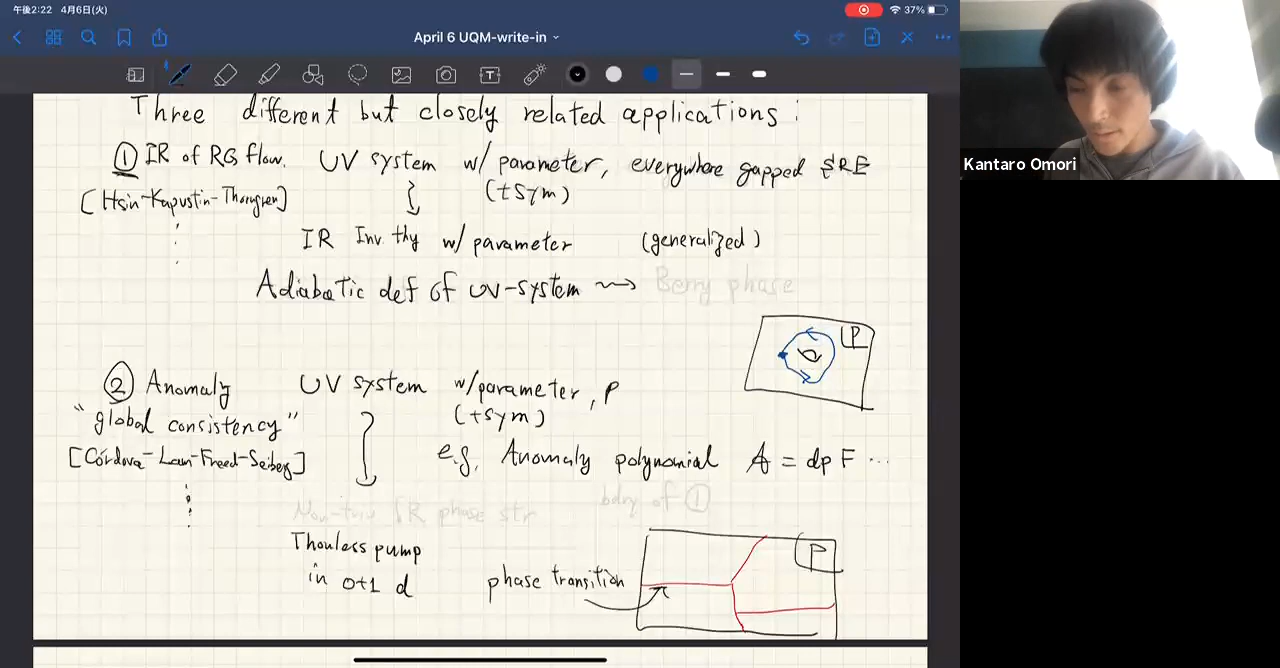 午後2:22 4月6日(火)
37%
April 6 UQM-write-in
Three different but closely related applications :
① IR of RG flow. UV system w/ parameter, everywhere gapped SRE
[Hsin-Kapustin-Thorngren] (+Sym)
IR Inv. thy w/ parameter (generalized)
Adiabatic def of UV-system Berry phase
P
② Anomaly UV system w/parameter, P
"global consistency" (+sym)
[Córdova-Lam-Freed-Seiberg] e.g. Anomaly polynomial A = dp F ...
bdry of ①
Non-triv IR phase str
Thouless pump
in 0+1 d phase transition P
Kantaro Omori